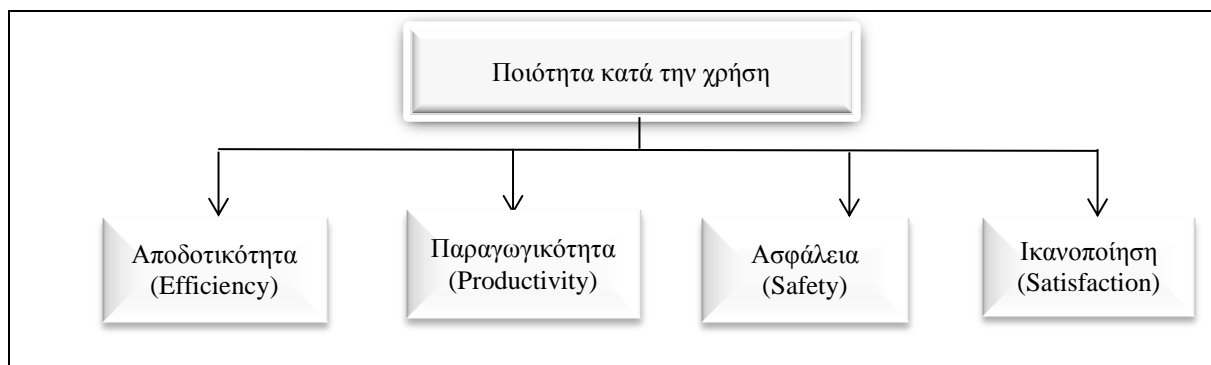 Ποιότητα κατά την χρήση
Αποδοτικότητα
(Efficiency)
Παραγωγικότητα
(Productivity)
Ασφάλεια
(Safety)
Ικανοποίηση
(Satisfaction)